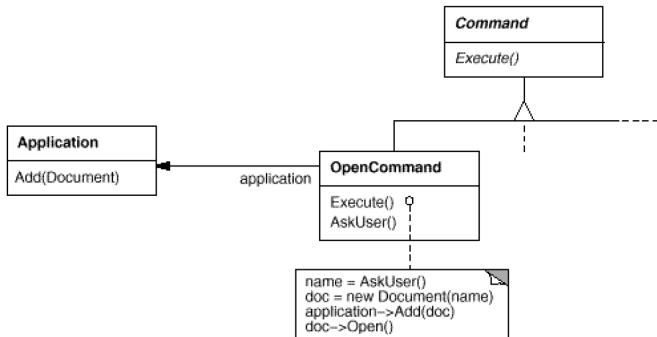 Command
Execute()
Application
Add(Document)
application
OpenCommand
Execute()
AskUser()
name = AskUser()
doc = new Document(name)
application->Add(doc)
doc->Open()